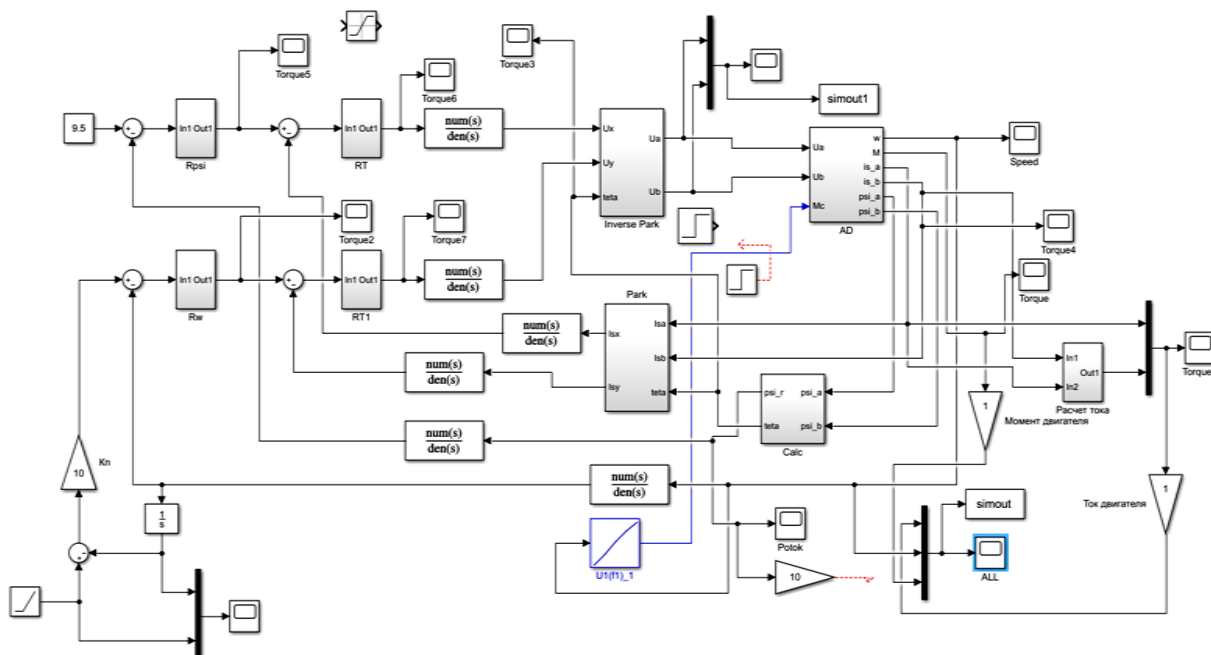 Torque5
Torque6
Torque3
simout1
9.5
In1 Out1
Rpsi
In1 Out1
RT
num(s)
den(s)
Ux
Uy
teta
Ua
Ub
Inverse Park
Ua
Ub
Mc
w
M
is_a
is_b
psi_a
psi_b
AD
Speed
Torque2
Torque7
Torque4
In1 Out1
Rw
In1 Out1
RT1
num(s)
den(s)
Torque
Park
Isx
Isy
Isa
Isb
teta
num(s)
den(s)
num(s)
den(s)
In1
In2
Out1
Расчет тока
Torque
psi_r
teta
psi_a
psi_b
Calc
1
Момент двигателя
num(s)
den(s)
10
Kп
num(s)
den(s)
1
Ток двигателя
1
s
simout
U1(f1)_1
Potok
10
ALL